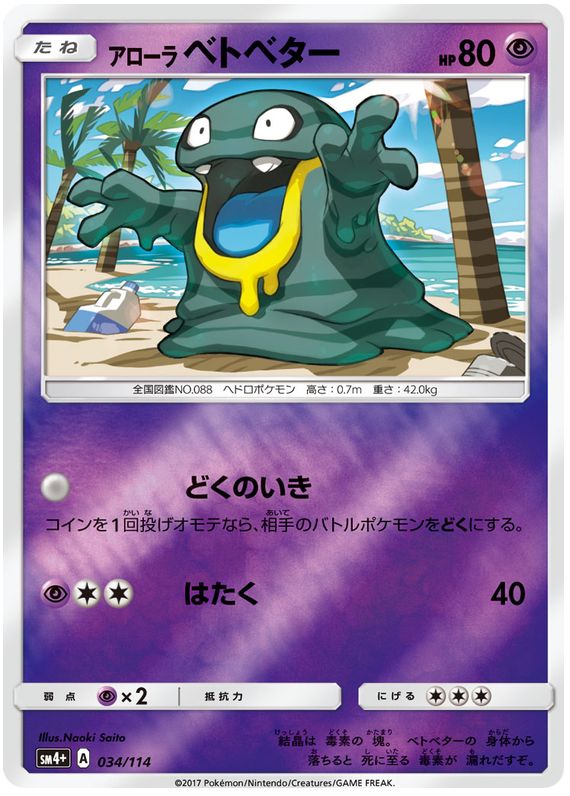 たね アローラ ベトベター HP 80
全国図鑑NO.088 ヘドロポケモン 高さ:0.7m 重さ:42.0kg
どくのいき
コインを1回投げオモテなら、相手のバトルポケモンをどくにする。
はたく 40
弱点 ×2 抵抗力 にげる
Illus.Naoki Saito
SM4+ A 034/114
結晶は 毒素の 塊。 ベトベターの 身体から
落ちると 死に至る 毒素が 漏れだすぞ。
©2017 Pokémon/Nintendo/Creatures/GAME FREAK.